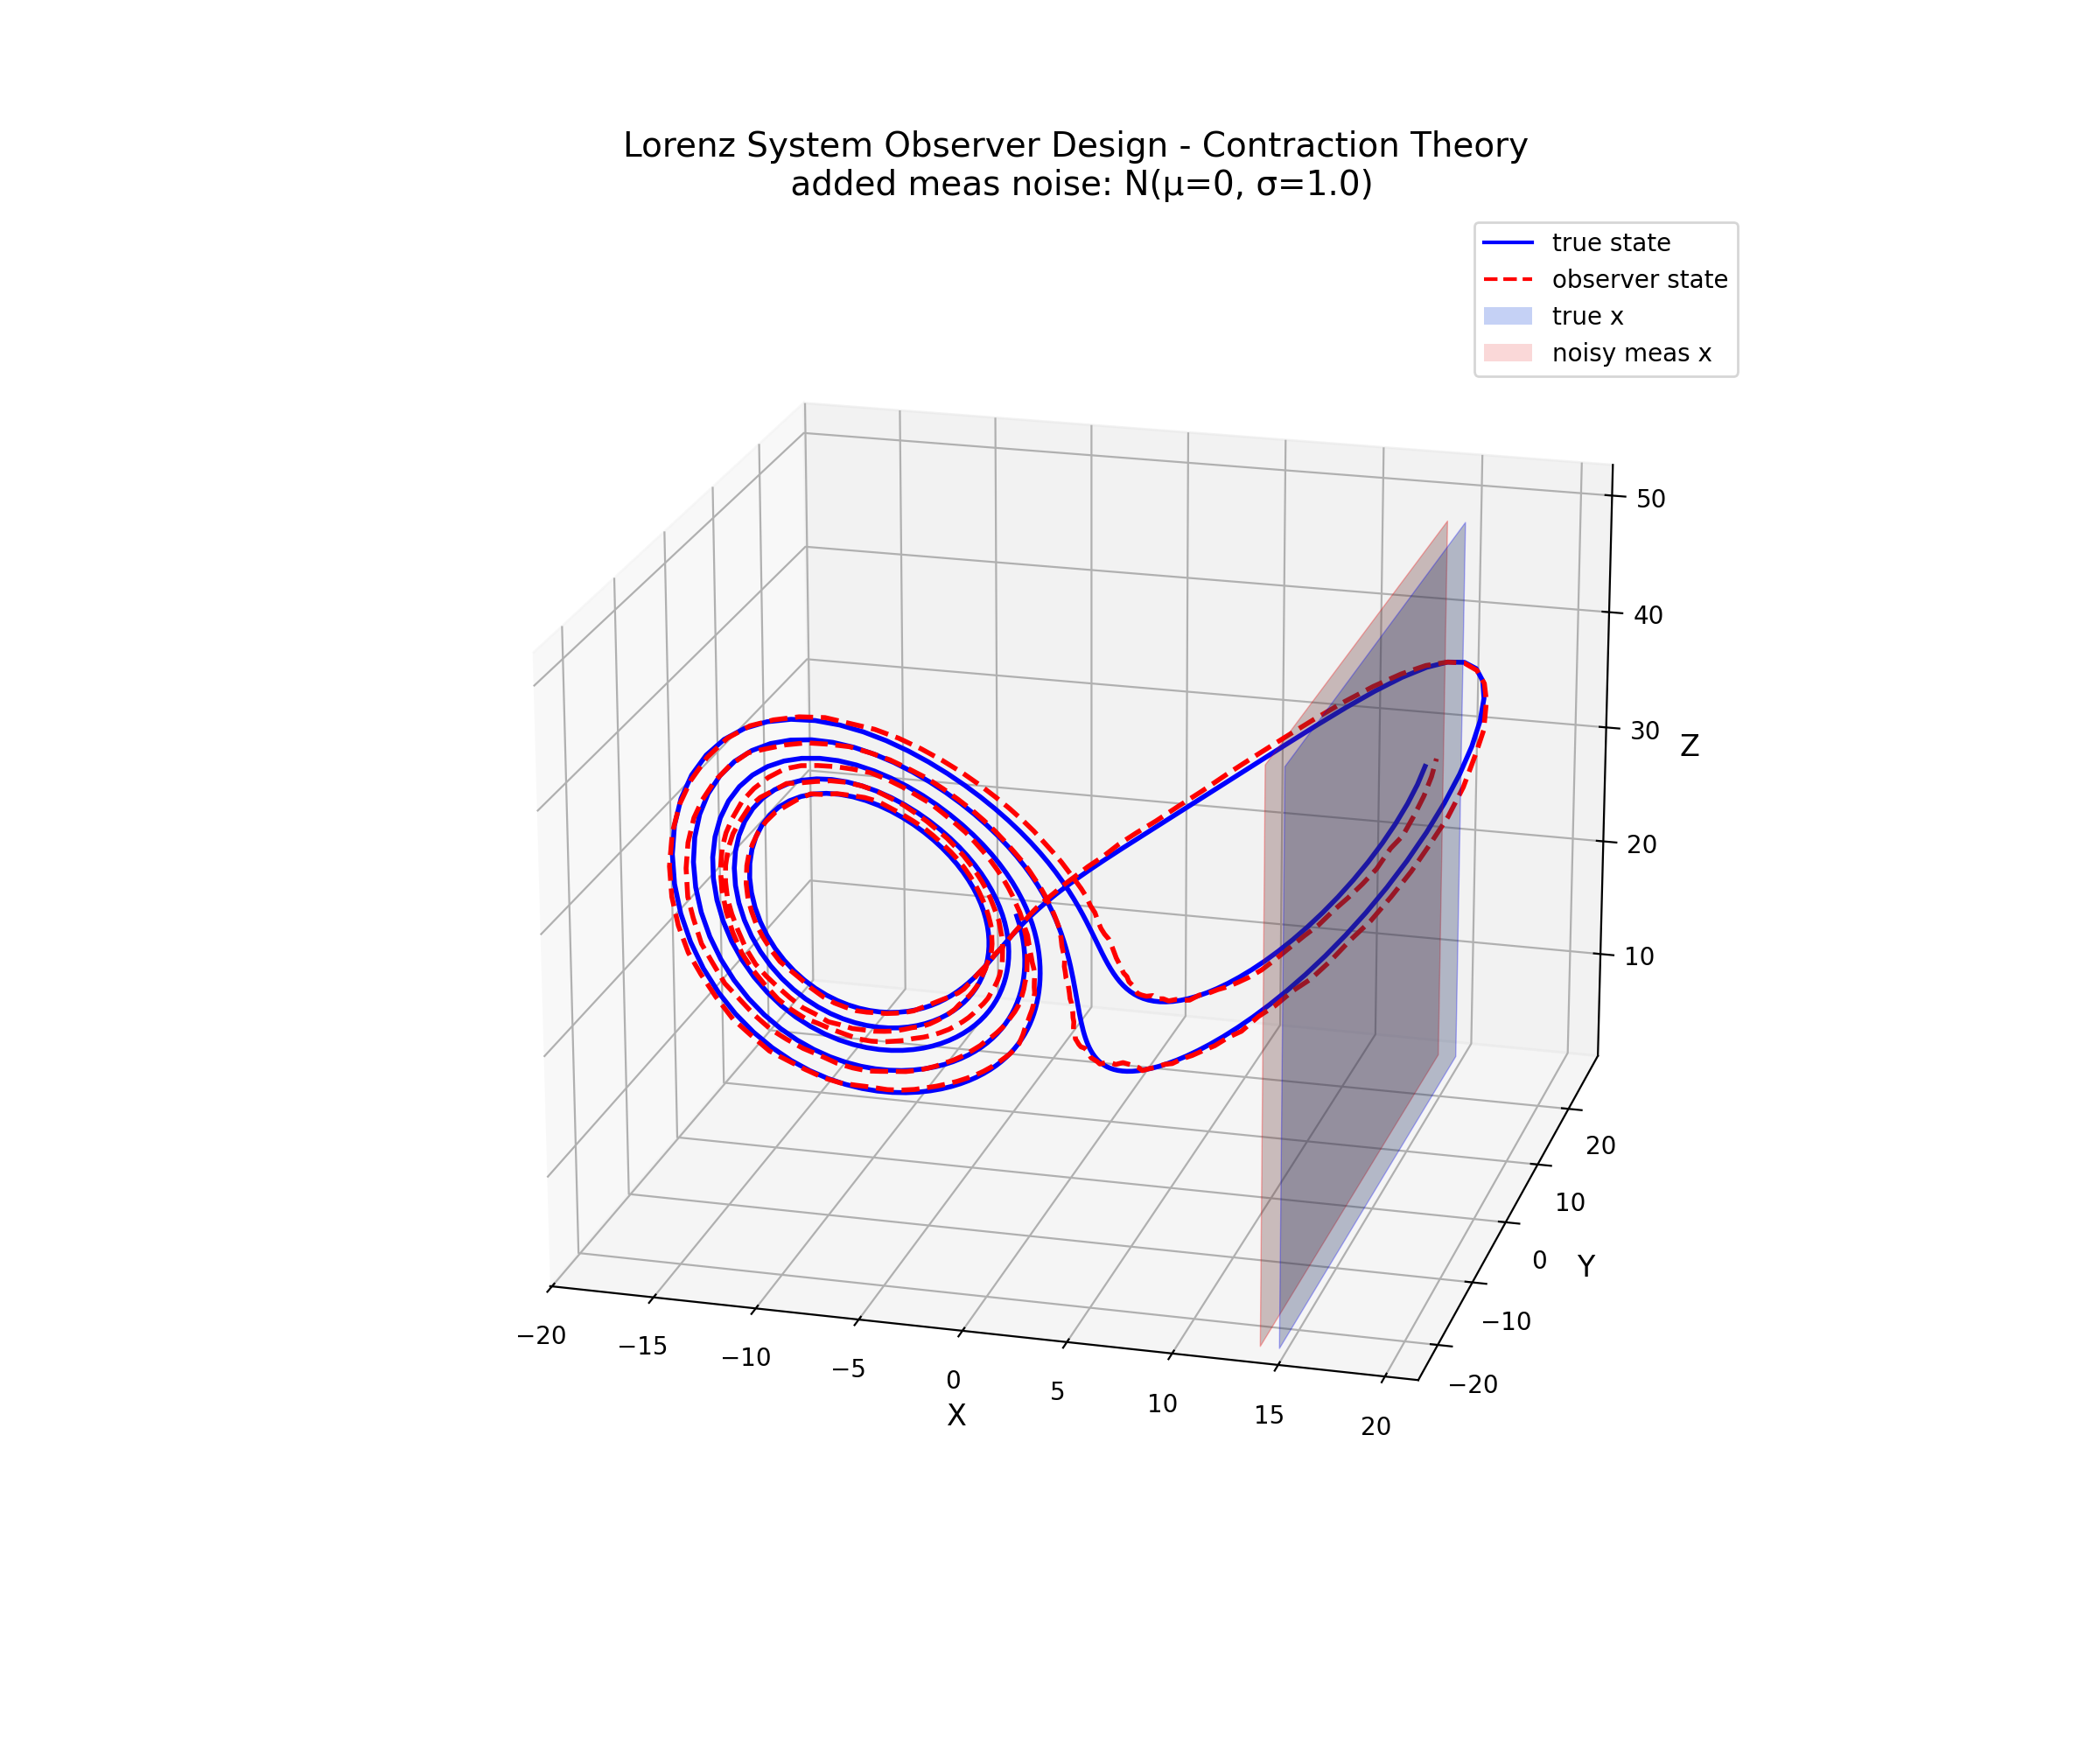 Lorenz System Observer Design - Contraction Theory
added meas noise: N(μ=0, σ=1.0)
true state
observer state
true x
noisy meas x
50
40
30
Z
20
10
20
10
0
Y
−10
−20
−20
−15
−10
−5
0
5
10
15
20
X